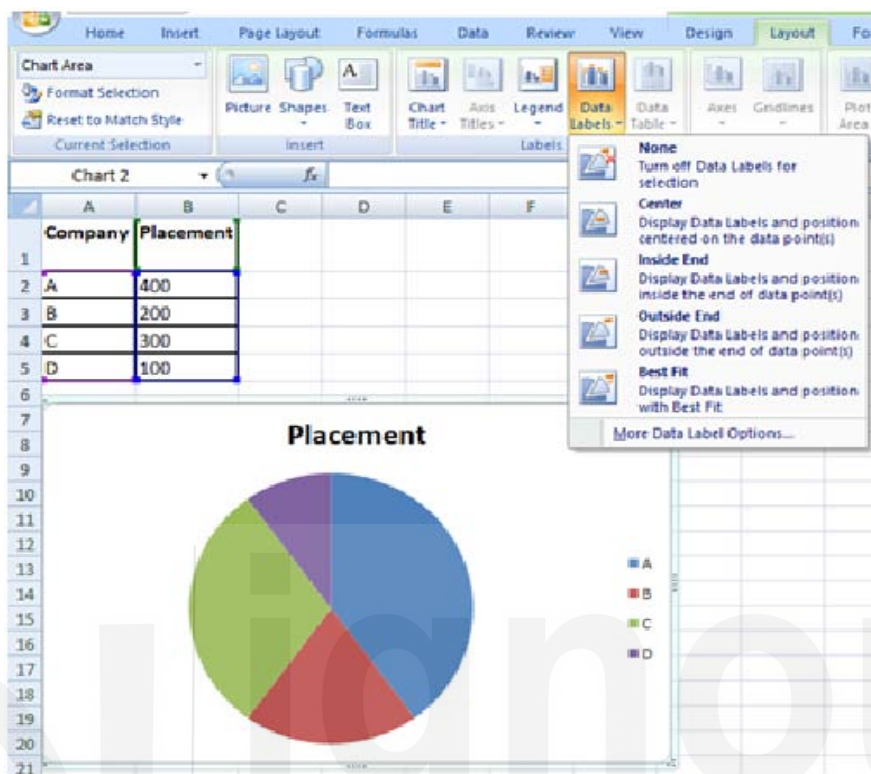 Home Insert Page Layout Formulas Data Review View Design Layout Fo
Chart Area
Format Selection
Reset to Match Style
Current Selection
Picture Shapes Text Box
Insert
Chart Title Axis Titles Legend Data Labels Data Table
Labels
Axes Gridlines Plot Area
None
Turn off Data Labels for
selection
Center
Display Data Labels and position
centered on the data point(s)
Inside End
Display Data Labels and position
inside the end of data point(s)
Outside End
Display Data Labels and position
outside the end of data point(s)
Best Fit
Display Data Labels and position
with Best Fit
More Data Label Options...
Chart 2 fx
A B C D E F
1 Company Placement
2 A 400
3 B 200
4 C 300
5 D 100
6
7
8
9
10
11
12
13
14
15
16
17
18
19
20
21
Placement
A
B
C
D
ignou